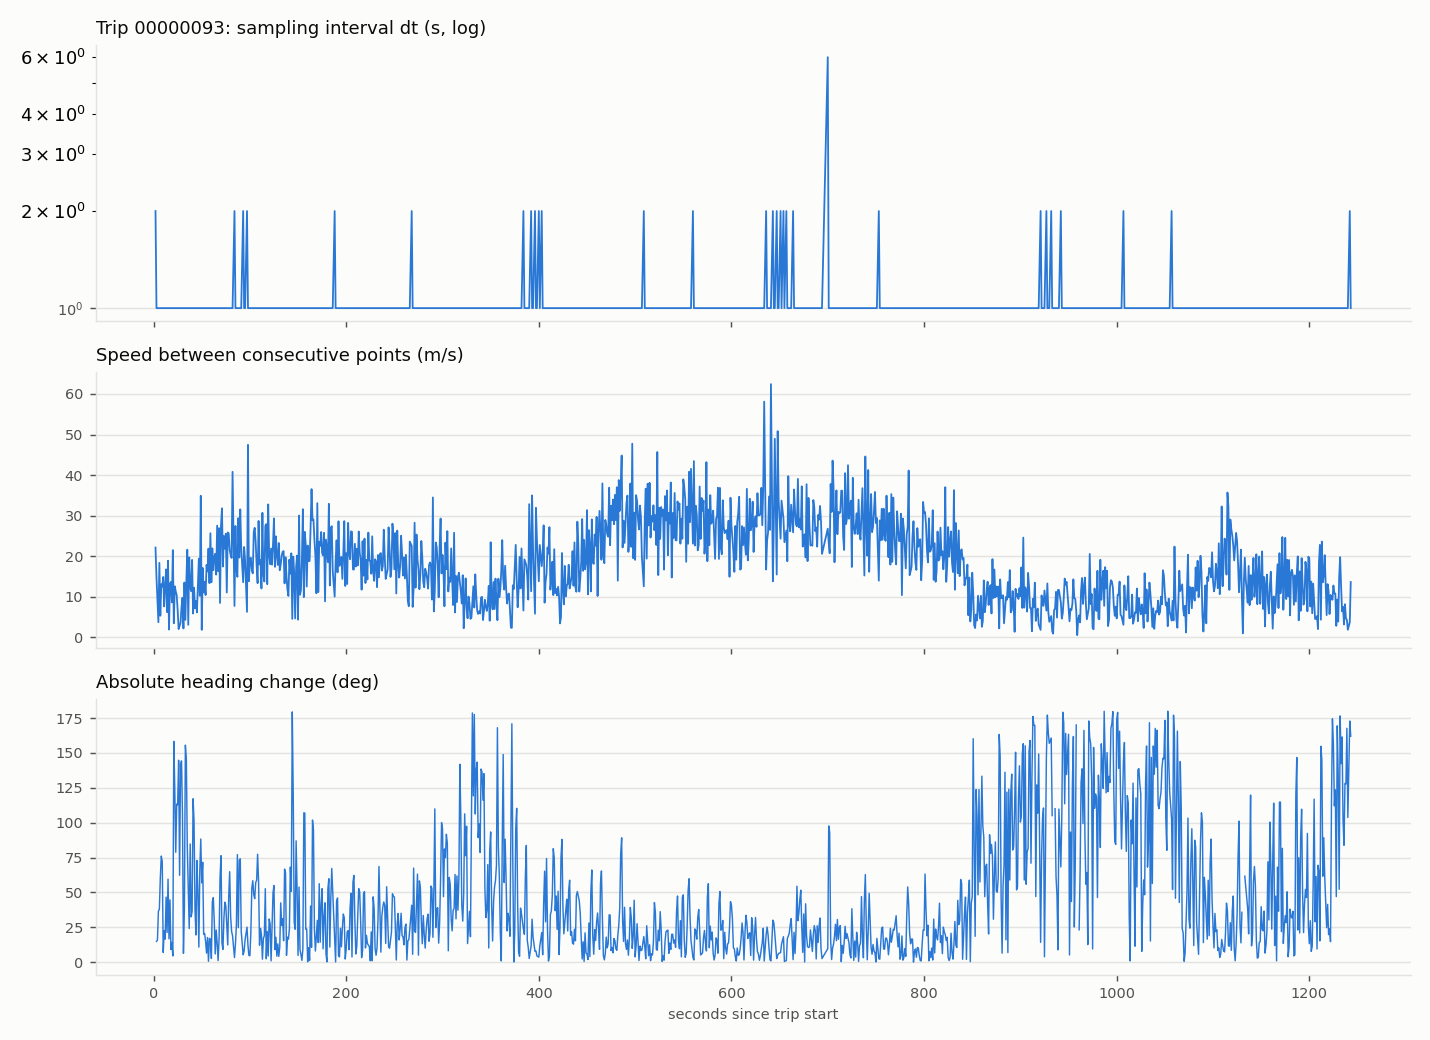 Trip 00000093: sampling interval dt (s, log)
6 × 10⁰
4 × 10⁰
3 × 10⁰
2 × 10⁰
10⁰
Speed between consecutive points (m/s)
60
50
40
30
20
10
0
Absolute heading change (deg)
175
150
125
100
75
50
25
0
0 200 400 600 800 1000 1200
seconds since trip start